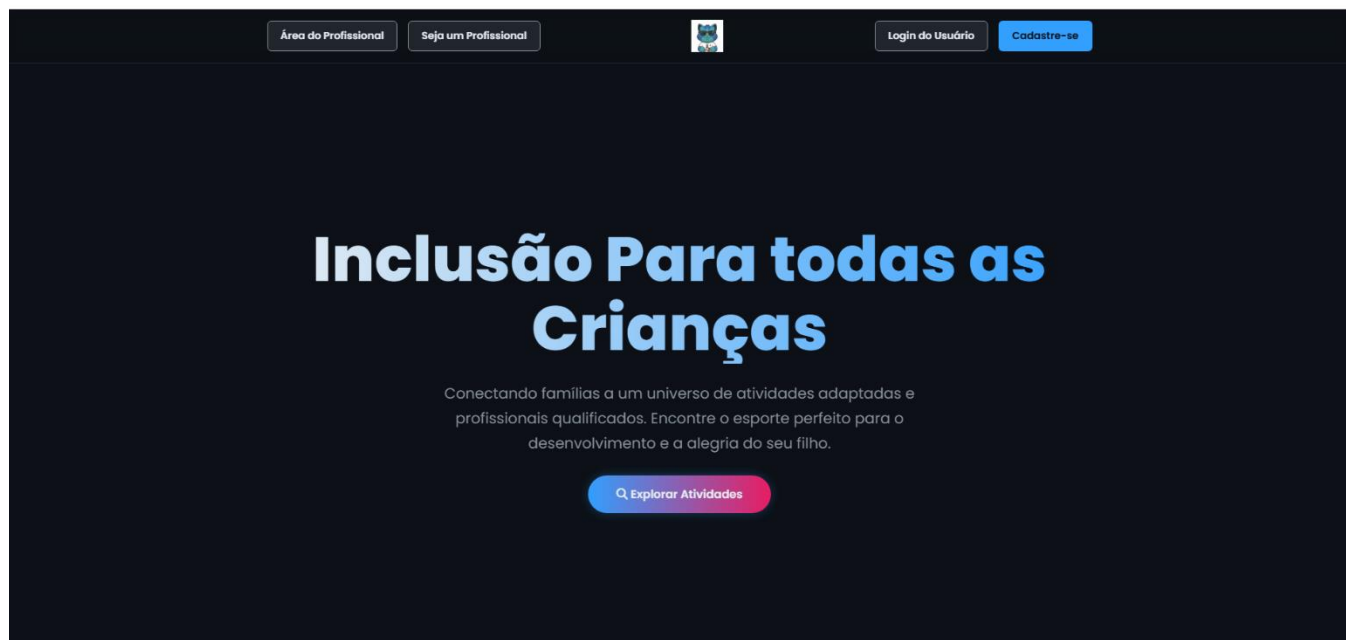 Área do Profissional
Seja um Profissional
Login do Usuário
Cadastre-se
Inclusão Para todas as
Crianças
Conectando famílias a um universo de atividades adaptadas e
profissionais qualificados. Encontre o esporte perfeito para o
desenvolvimento e a alegria do seu filho.
Explorar Atividades